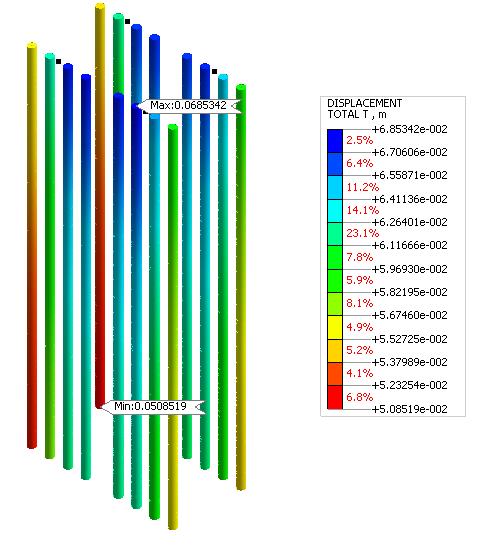 Max:0.0685342
Min:0.0508519
DISPLACEMENT
TOTAL T , m
+6.85342e-002
2.5%
+6.70606e-002
6.4%
+6.55871e-002
11.2%
+6.41136e-002
14.1%
+6.26401e-002
23.1%
+6.11666e-002
7.8%
+5.96930e-002
5.9%
+5.82195e-002
8.1%
+5.67460e-002
4.9%
+5.52725e-002
5.2%
+5.37989e-002
4.1%
+5.23254e-002
6.8%
+5.08519e-002